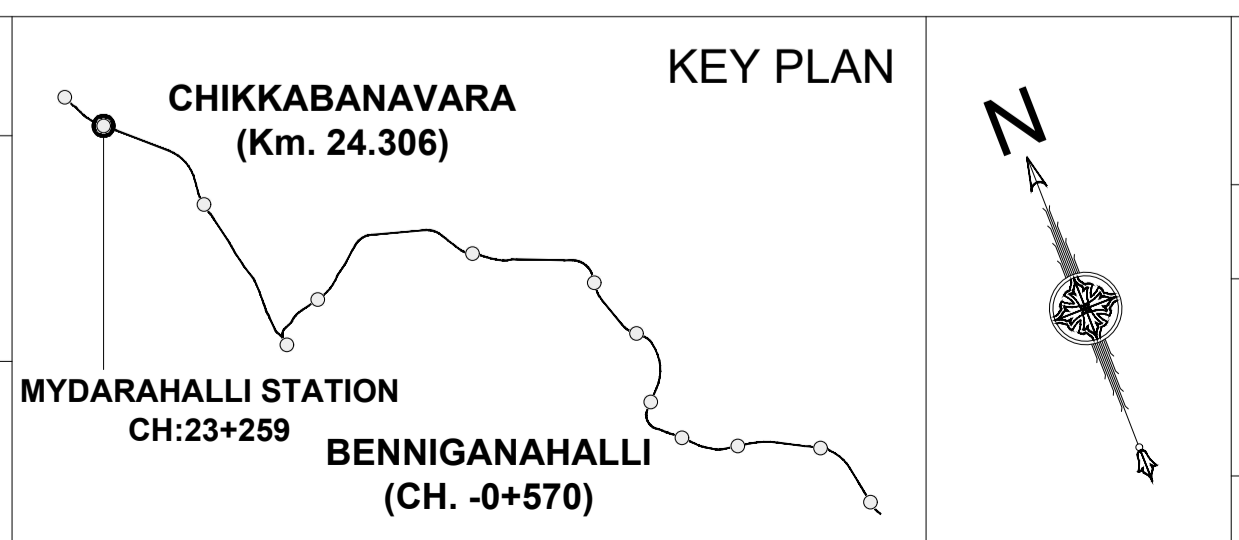 KEY PLAN
CHIKKABANAVARA
(Km. 24.306)
MYDARAHALLI STATION
CH:23+259
BENNIGANAHALLI
(CH. -0+570)
N